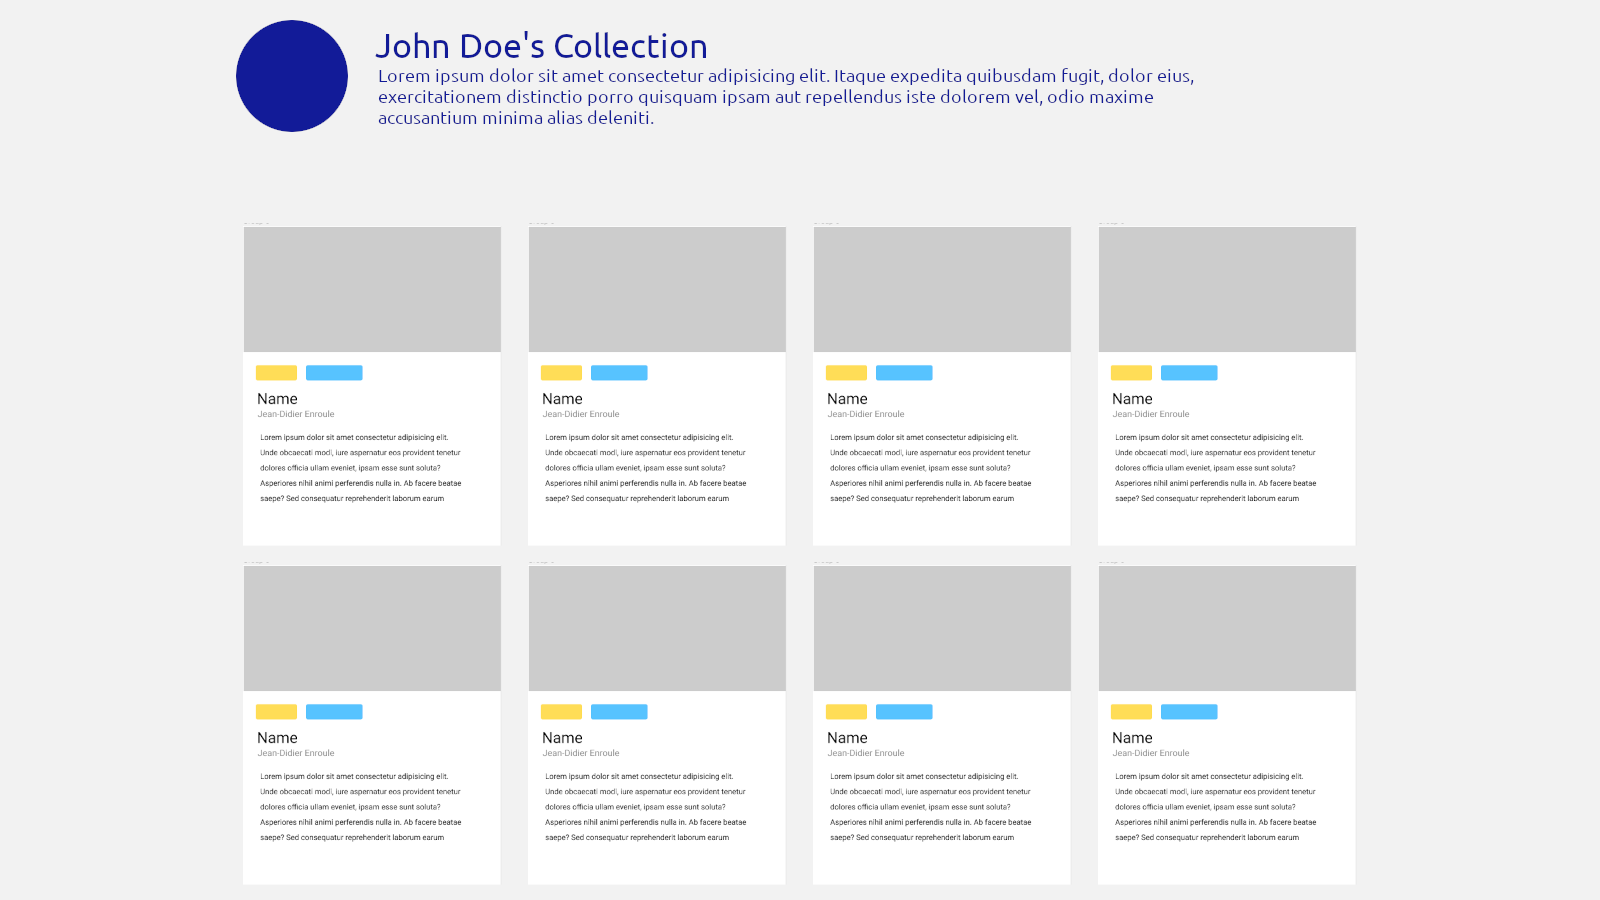 John Doe's Collection
Lorem ipsum dolor sit amet consectetur adipisicing elit. Itaque expedita quibusdam fugit, dolor eius,
exercitationem distinctio porro quisquam ipsam aut repellendus iste dolorem vel, odio maxime
accusantium minima alias deleniti.
Name
Jean-Didier Enroule
Lorem ipsum dolor sit amet consectetur adipisicing elit.
Unde obcaecati modi, iure aspernatur eos provident tenetur
dolores officia ullam eveniet, ipsam esse sunt soluta?
Asperiores nihil animi perferendis nulla in. Ab facere beatae
saepe? Sed consequatur reprehenderit laborum earum
Name
Jean-Didier Enroule
Lorem ipsum dolor sit amet consectetur adipisicing elit.
Unde obcaecati modi, iure aspernatur eos provident tenetur
dolores officia ullam eveniet, ipsam esse sunt soluta?
Asperiores nihil animi perferendis nulla in. Ab facere beatae
saepe? Sed consequatur reprehenderit laborum earum
Name
Jean-Didier Enroule
Lorem ipsum dolor sit amet consectetur adipisicing elit.
Unde obcaecati modi, iure aspernatur eos provident tenetur
dolores officia ullam eveniet, ipsam esse sunt soluta?
Asperiores nihil animi perferendis nulla in. Ab facere beatae
saepe? Sed consequatur reprehenderit laborum earum
Name
Jean-Didier Enroule
Lorem ipsum dolor sit amet consectetur adipisicing elit.
Unde obcaecati modi, iure aspernatur eos provident tenetur
dolores officia ullam eveniet, ipsam esse sunt soluta?
Asperiores nihil animi perferendis nulla in. Ab facere beatae
saepe? Sed consequatur reprehenderit laborum earum
Name
Jean-Didier Enroule
Lorem ipsum dolor sit amet consectetur adipisicing elit.
Unde obcaecati modi, iure aspernatur eos provident tenetur
dolores officia ullam eveniet, ipsam esse sunt soluta?
Asperiores nihil animi perferendis nulla in. Ab facere beatae
saepe? Sed consequatur reprehenderit laborum earum
Name
Jean-Didier Enroule
Lorem ipsum dolor sit amet consectetur adipisicing elit.
Unde obcaecati modi, iure aspernatur eos provident tenetur
dolores officia ullam eveniet, ipsam esse sunt soluta?
Asperiores nihil animi perferendis nulla in. Ab facere beatae
saepe? Sed consequatur reprehenderit laborum earum
Name
Jean-Didier Enroule
Lorem ipsum dolor sit amet consectetur adipisicing elit.
Unde obcaecati modi, iure aspernatur eos provident tenetur
dolores officia ullam eveniet, ipsam esse sunt soluta?
Asperiores nihil animi perferendis nulla in. Ab facere beatae
saepe? Sed consequatur reprehenderit laborum earum
Name
Jean-Didier Enroule
Lorem ipsum dolor sit amet consectetur adipisicing elit.
Unde obcaecati modi, iure aspernatur eos provident tenetur
dolores officia ullam eveniet, ipsam esse sunt soluta?
Asperiores nihil animi perferendis nulla in. Ab facere beatae
saepe? Sed consequatur reprehenderit laborum earum